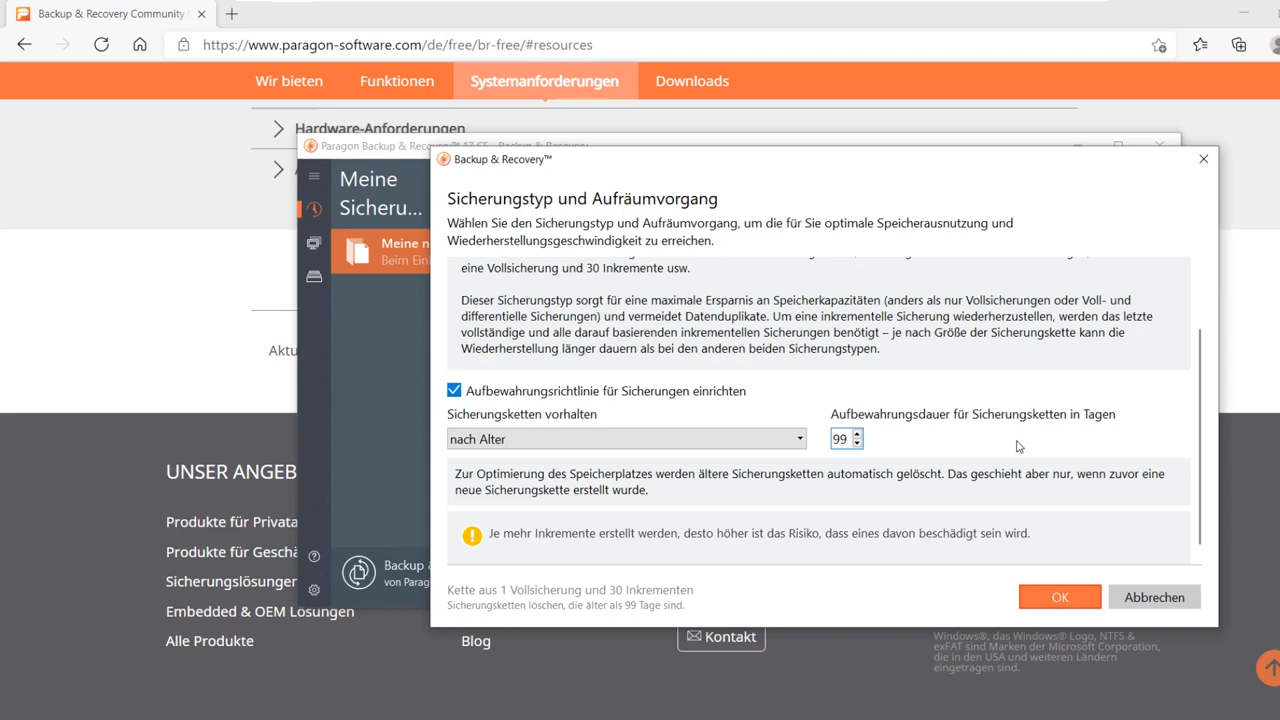 Backup & Recovery Community
https://www.paragon-software.com/de/free/br-free/#resources
Wir bieten
Funktionen
Systemanforderungen
Downloads
Hardware-Anforderungen
Paragon Backup & Recovery™ 17 CE - Backup & Recovery
Meine
Sicheru...
Meine n
Beim Ein
Backup &
von Parag
Backup & Recovery™
Sicherungstyp und Aufräumvorgang
Wählen Sie den Sicherungstyp und Aufräumvorgang, um die für Sie optimale Speicherausnutzung und
Wiederherstellungsgeschwindigkeit zu erreichen.
eine Vollsicherung und 30 Inkremente usw.
Dieser Sicherungstyp sorgt für eine maximale Ersparnis an Speicherkapazitäten (anders als nur Vollsicherungen oder Voll- und
differentielle Sicherungen) und vermeidet Datenduplikate. Um eine inkrementelle Sicherung wiederherzustellen, werden das letzte
vollständige und alle darauf basierenden inkrementellen Sicherungen benötigt – je nach Größe der Sicherungskette kann die
Wiederherstellung länger dauern als bei den anderen beiden Sicherungstypen.
Aufbewahrungsrichtlinie für Sicherungen einrichten
Sicherungsketten vorhalten
Aufbewahrungsdauer für Sicherungsketten in Tagen
nach Alter
99
Zur Optimierung des Speicherplatzes werden ältere Sicherungsketten automatisch gelöscht. Das geschieht aber nur, wenn zuvor eine
neue Sicherungskette erstellt wurde.
Je mehr Inkremente erstellt werden, desto höher ist das Risiko, dass eines davon beschädigt sein wird.
Kette aus 1 Vollsicherung und 30 Inkrementen
Sicherungsketten löschen, die älter als 99 Tage sind.
OK
Abbrechen
Aktu
UNSER ANGEB
Produkte für Privata
Produkte für Geschä
Sicherungslösungen
Embedded & OEM Lösungen
Alle Produkte
Blog
Kontakt
Windows®, das Windows® Logo, NTFS &
exFAT sind Marken der Microsoft Corporation,
die in den USA und weiteren Ländern
eingetragen sind.